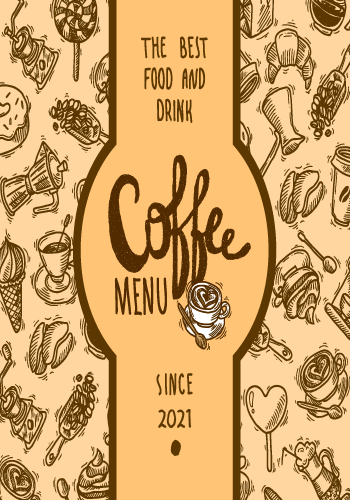 THE BEST
FOOD AND
DRINK
Coffee
MENU
SINCE
2021